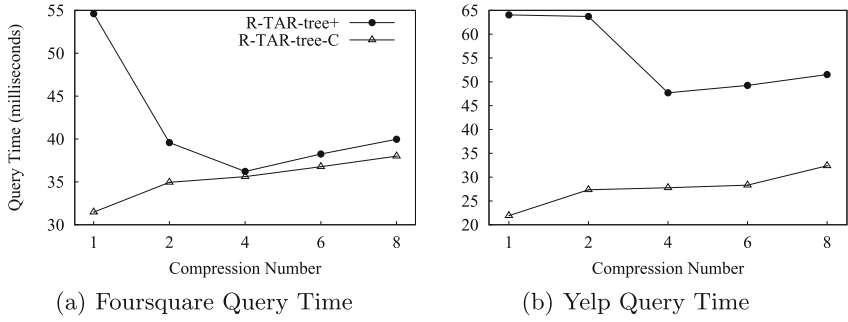 Query Time (milliseconds)
55
50
45
40
35
30
R-TAR-tree+
R-TAR-tree-C
1 2 4 6 8
Compression Number
(a) Foursquare Query Time
65
60
55
50
45
40
35
30
25
20
1 2 4 6 8
Compression Number
(b) Yelp Query Time